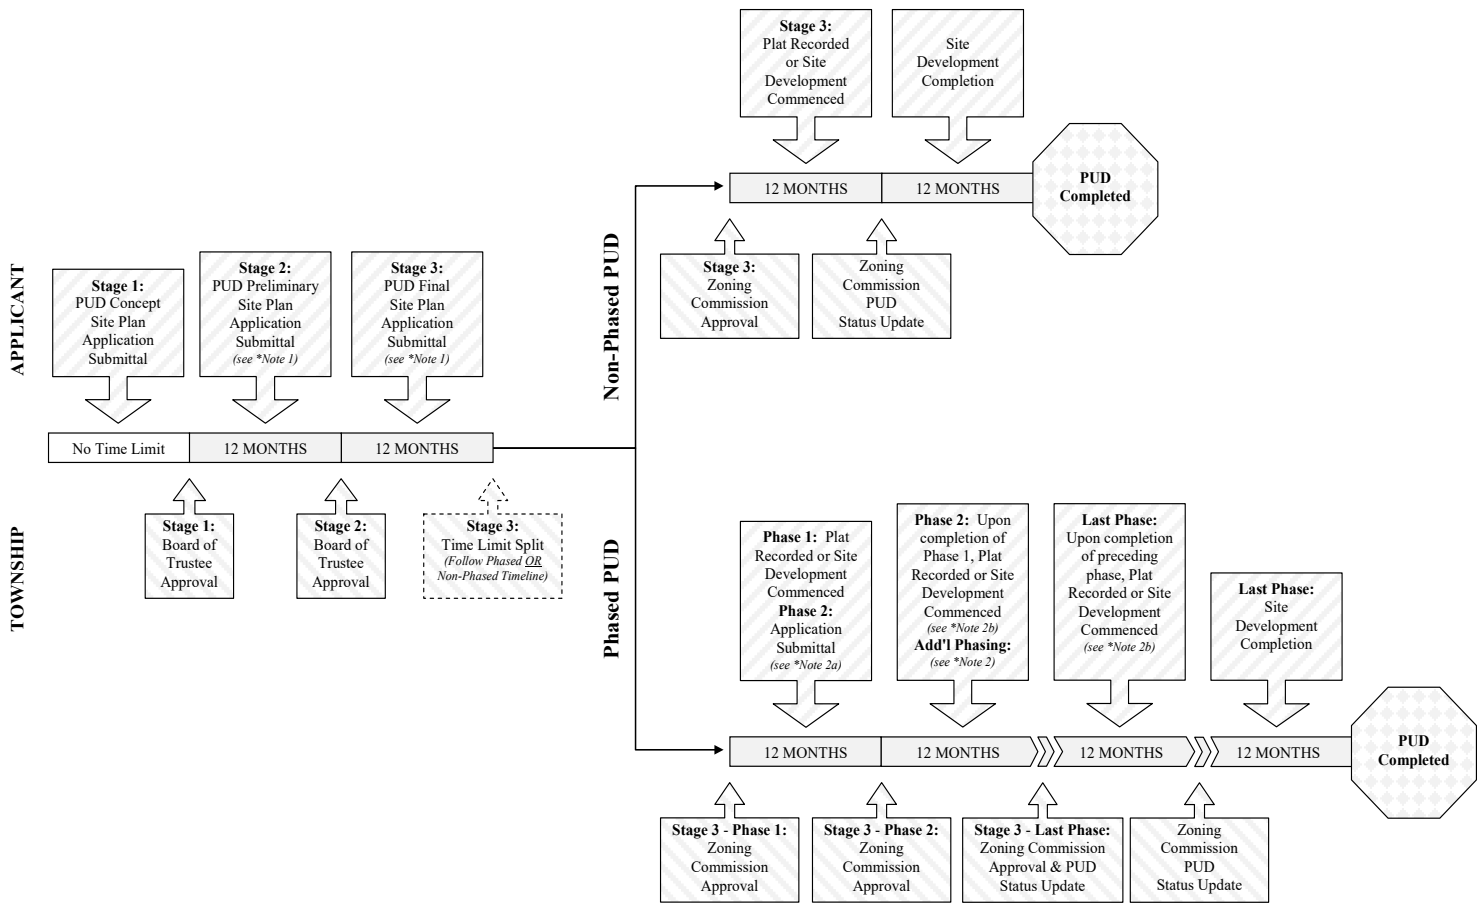 Stage 3:
Plat Recorded
or Site
Development
Commenced
Site
Development
Completion
12 MONTHS
12 MONTHS
PUD
Completed
Non-Phased PUD
Stage 3:
Zoning
Commission
Approval
Zoning
Commission
PUD
Status Update
APPLICANT
Stage 1:
PUD Concept
Site Plan
Application
Submittal
Stage 2:
PUD Preliminary
Site Plan
Application
Submittal
(see *Note 1)
Stage 3:
PUD Final
Site Plan
Application
Submittal
(see *Note 1)
No Time Limit
12 MONTHS
12 MONTHS
TOWNSHIP
Stage 1:
Board of
Trustee
Approval
Stage 2:
Board of
Trustee
Approval
Stage 3:
Time Limit Split
(Follow Phased OR
Non-Phased Timeline)
Phased PUD
Phase 1: Plat
Recorded or Site
Development
Commenced
Phase 2:
Application
Submittal
(see *Note 2a)
Phase 2: Upon
completion of
Phase 1, Plat
Recorded or Site
Development
Commenced
(see *Note 2b)
Add'l Phasing:
(see *Note 2)
Last Phase:
Upon completion
of preceding
phase, Plat
Recorded or Site
Development
Commenced
(see *Note 2b)
Last Phase:
Site
Development
Completion
12 MONTHS
12 MONTHS
12 MONTHS
12 MONTHS
PUD
Completed
Stage 3 - Phase 1:
Zoning
Commission
Approval
Stage 3 - Phase 2:
Zoning
Commission
Approval
Stage 3 - Last Phase:
Zoning Commission
Approval & PUD
Status Update
Zoning
Commission
PUD
Status Update